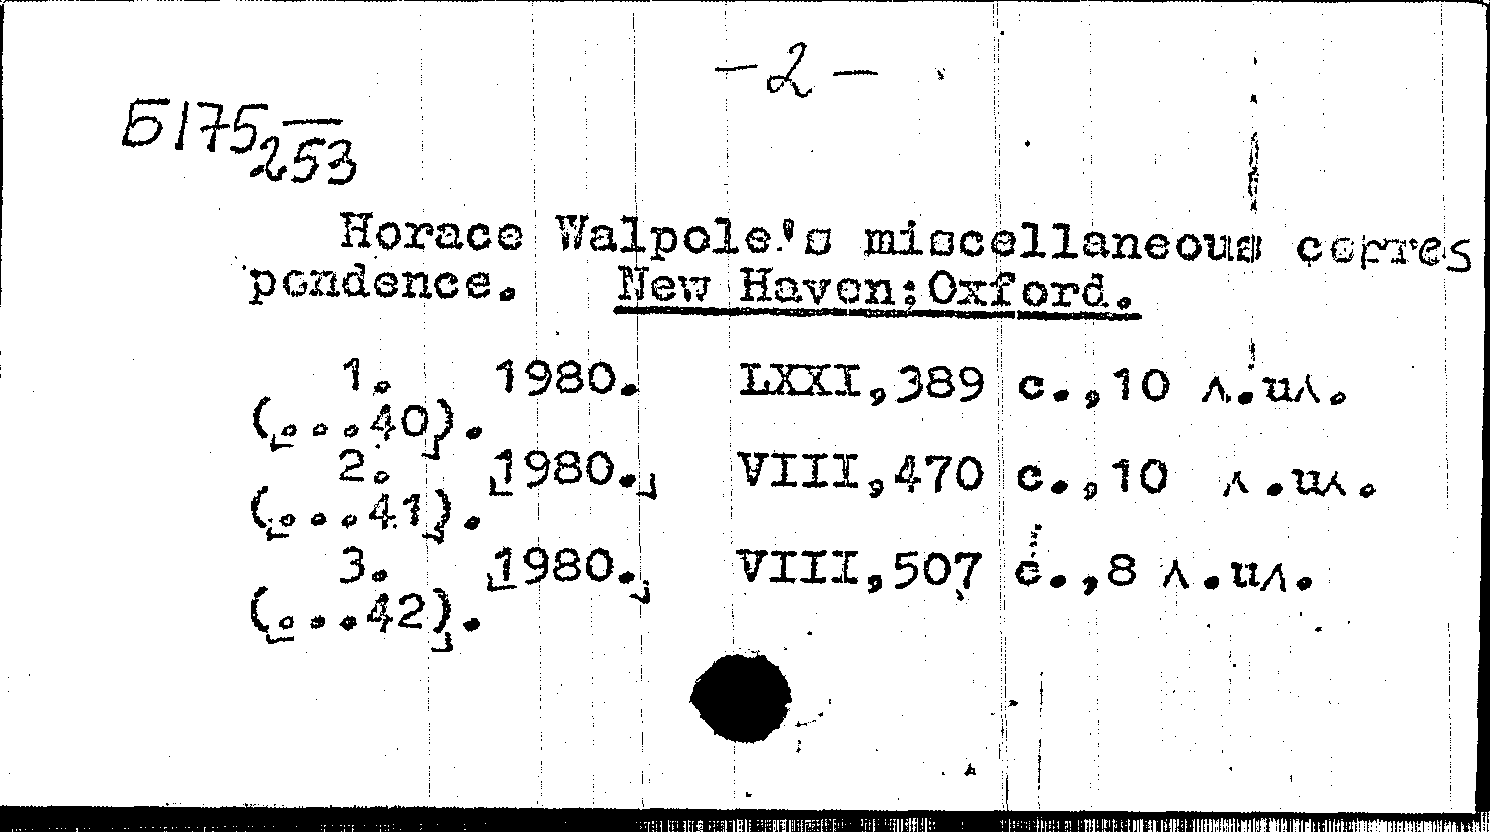 - 2 -
Б175 253
Horace Walpole's miscellaneous corres
pondence. New Haven;Oxford.
1. 1980. LXXI,389 с.,10 л.ил.
(...40).
2. 1980. VIII,470 с.,10 л.ил.
(...41).
3. 1980. VIII,507 с.,8 л.ил.
(...42).